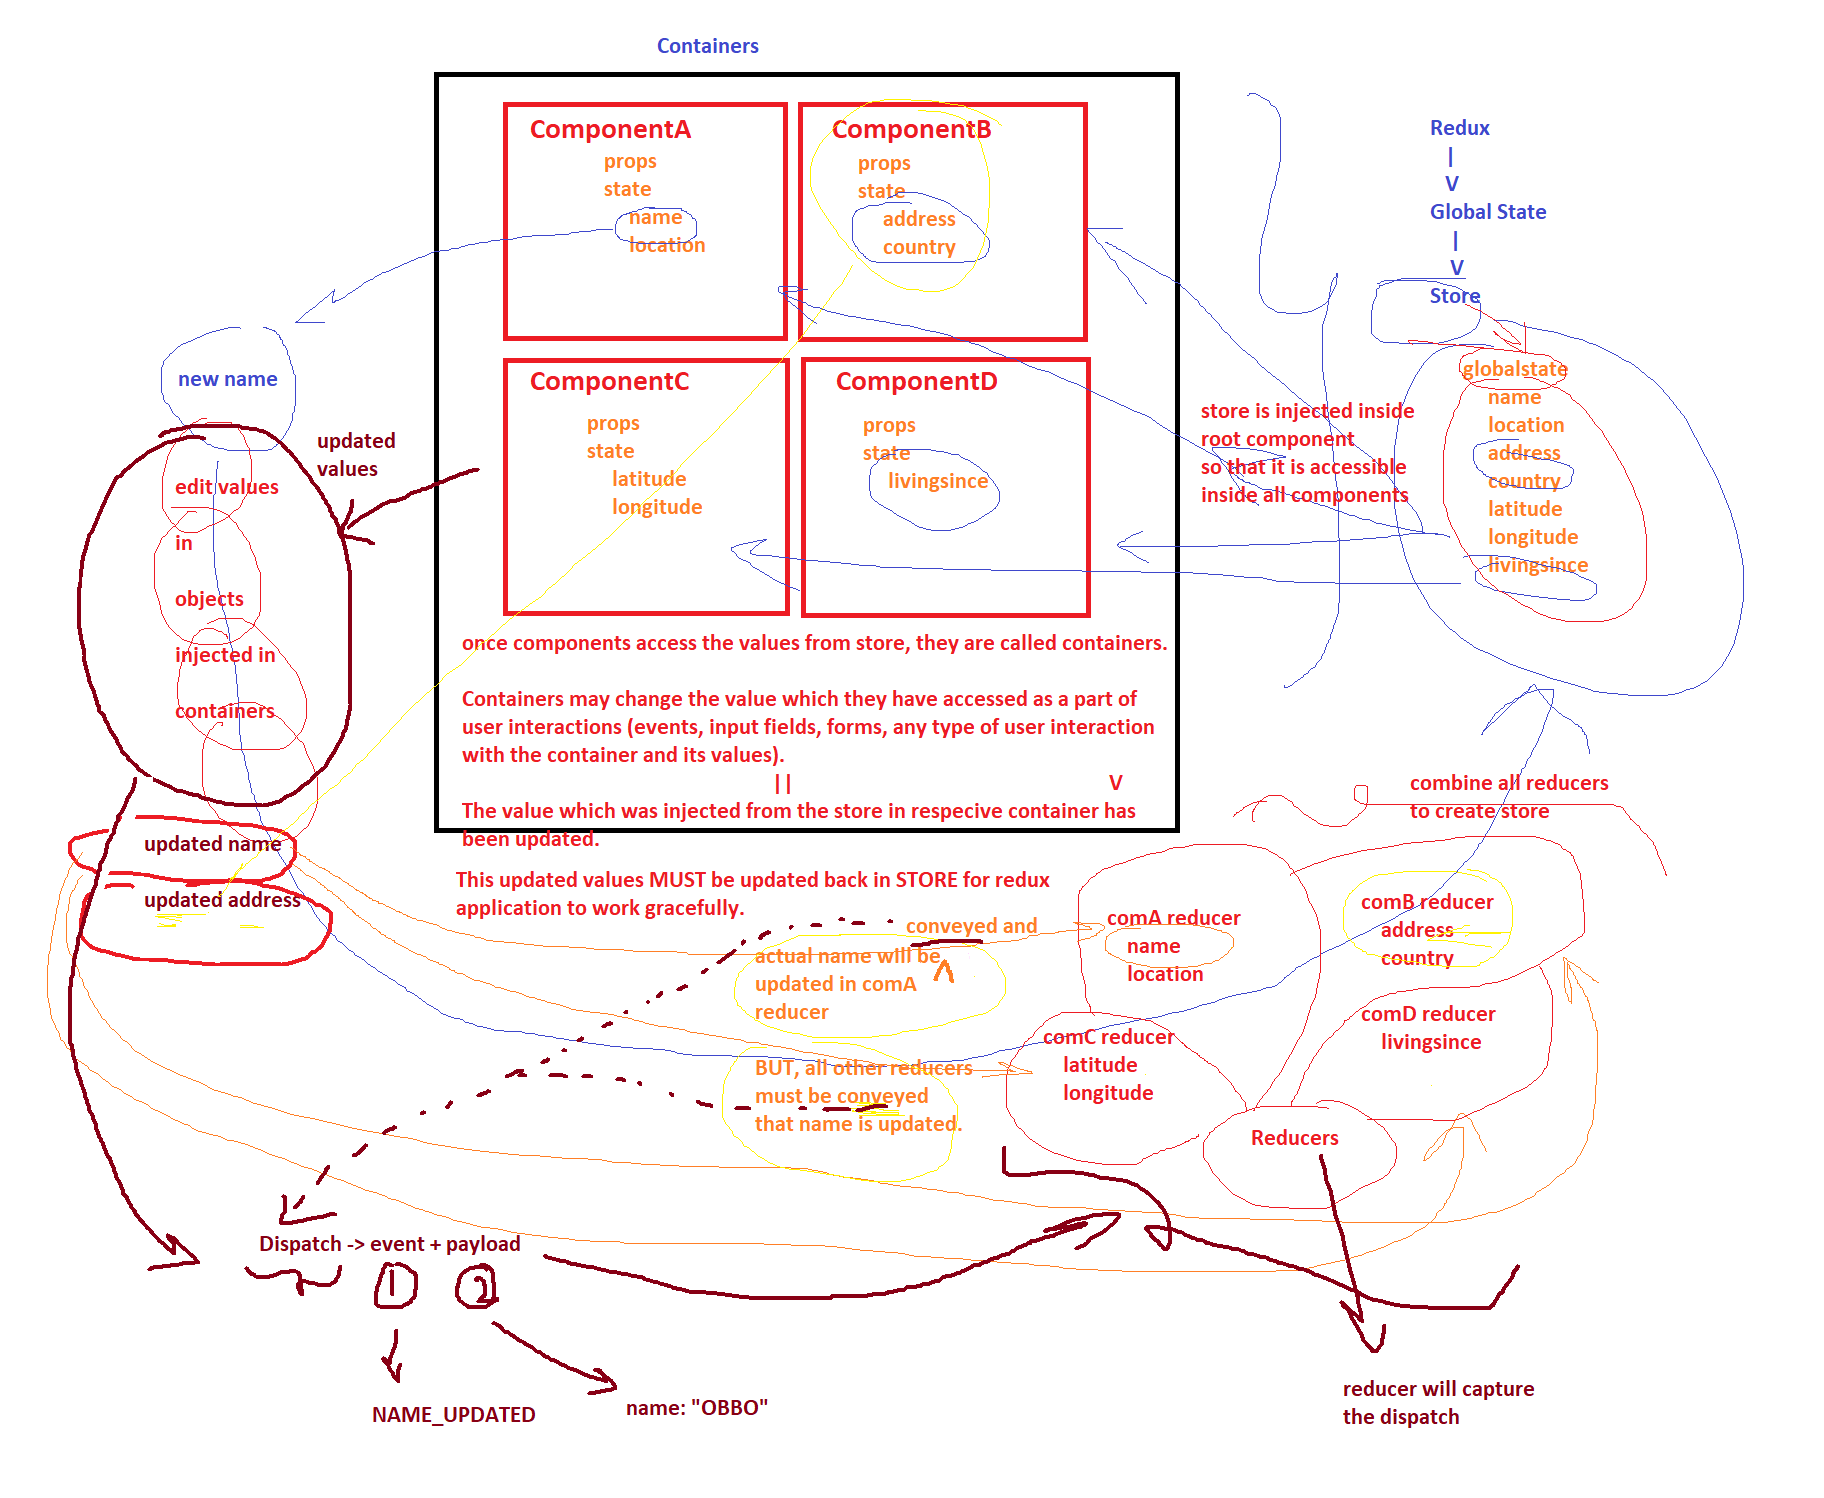 Containers
ComponentA
props
state
name
location
ComponentB
props
state
address
country
ComponentC
props
state
latitude
longitude
ComponentD
props
state
livingsince
once components access the values from store, they are called containers.
Containers may change the value which they have accessed as a part of
user interactions (events, input fields, forms, any type of user interaction
with the container and its values).
|| V
The value which was injected from the store in respecive container has
been updated.
This updated values MUST be updated back in STORE for redux
application to work gracefully.
Redux
|
V
Global State
|
V
Store
globalstate
name
location
address
country
latitude
longitude
livingsince
store is injected inside
root component
so that it is accessible
inside all components
new name
updated
values
edit values
in
objects
injected in
containers
updated name
updated address
conveyed and
actual name will be
updated in comA
reducer
BUT, all other reducers
must be conveyed
that name is updated.
combine all reducers
to create store
comA reducer
name
location
comB reducer
address
country
comC reducer
latitude
longitude
comD reducer
livingsince
Reducers
Dispatch -> event + payload
1 2
NAME_UPDATED
name: "OBBO"
reducer will capture
the dispatch